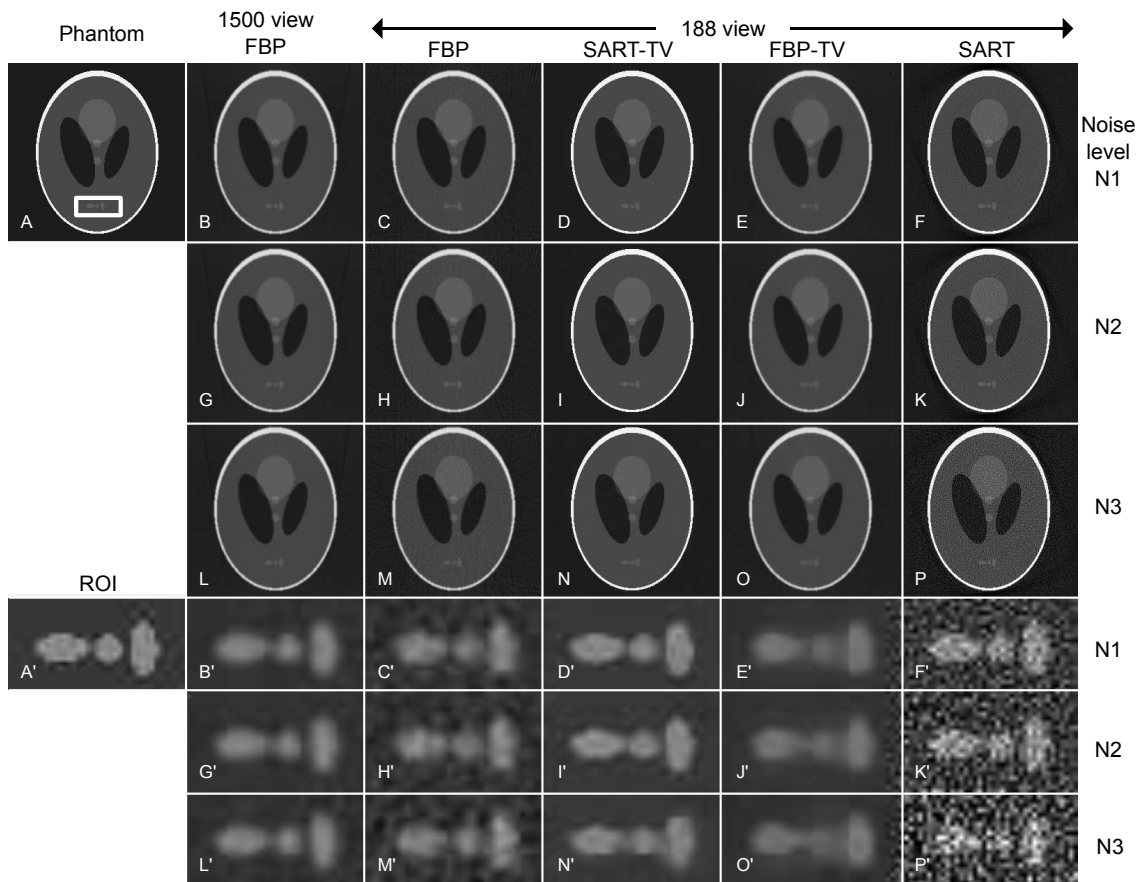 Phantom
1500 view
FBP
188 view
FBP
SART-TV
FBP-TV
SART
A
B
C
D
E
F
Noise
level
N1
G
H
I
J
K
N2
L
M
N
O
P
N3
ROI
A'
B'
C'
D'
E'
F'
N1
G'
H'
I'
J'
K'
N2
L'
M'
N'
O'
P'
N3